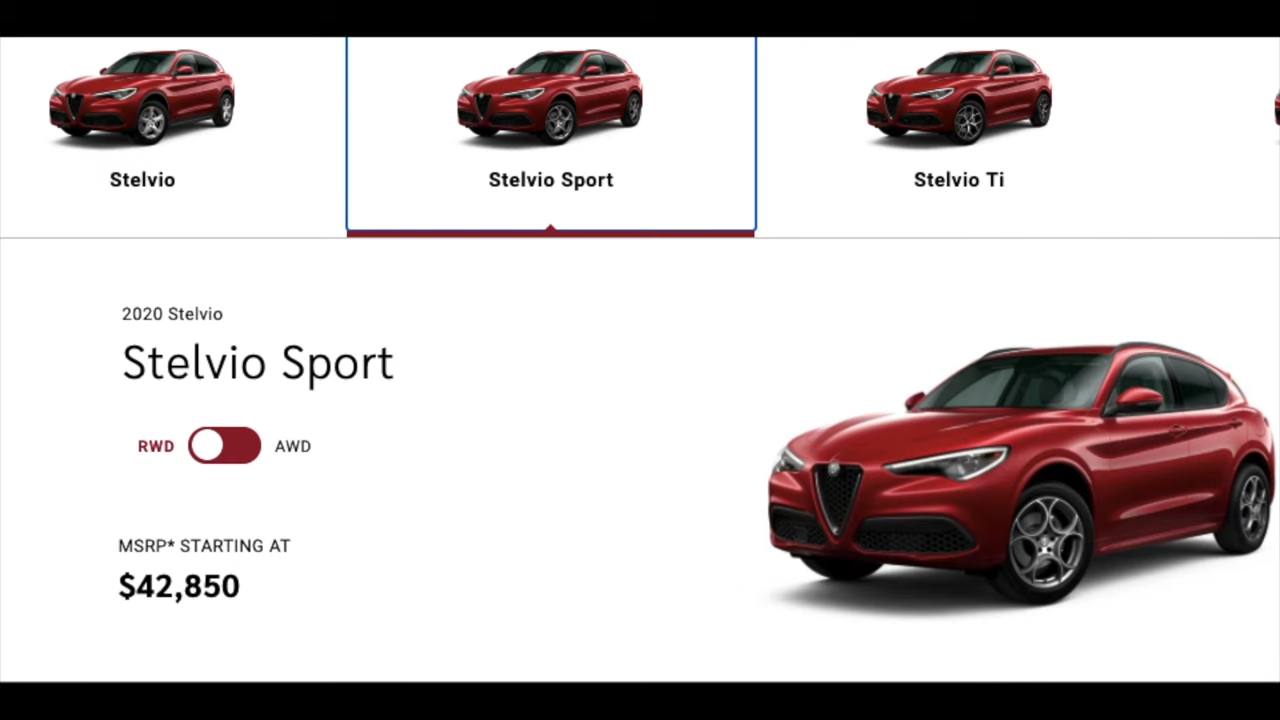 Stelvio
Stelvio Sport
Stelvio Ti
2020 Stelvio
Stelvio Sport
RWD
AWD
MSRP* STARTING AT
$42,850